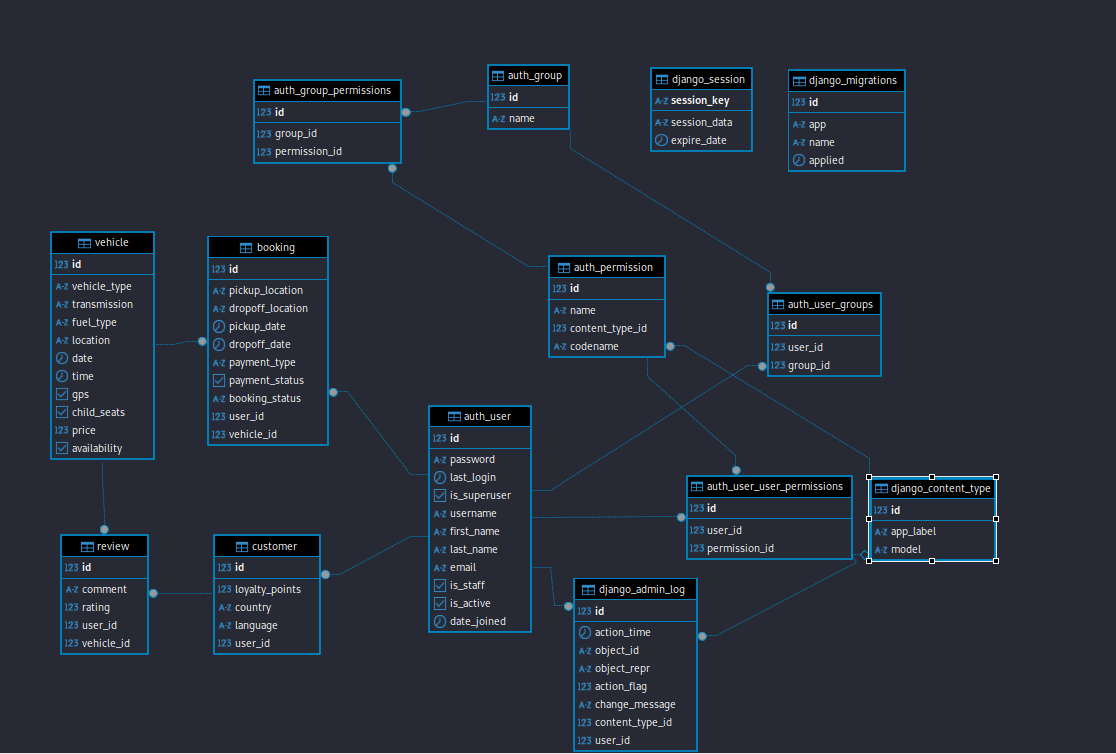 auth_group_permissions
123 id
123 group_id
123 permission_id
auth_group
123 id
A-Z name
django_session
A-Z session_key
A-Z session_data
expire_date
django_migrations
123 id
A-Z app
A-Z name
applied
vehicle
123 id
A-Z vehicle_type
A-Z transmission
A-Z fuel_type
A-Z location
date
time
gps
child_seats
123 price
availability
booking
123 id
A-Z pickup_location
A-Z dropoff_location
pickup_date
dropoff_date
A-Z payment_type
payment_status
A-Z booking_status
123 user_id
123 vehicle_id
auth_permission
123 id
A-Z name
123 content_type_id
A-Z codename
auth_user_groups
123 id
123 user_id
123 group_id
auth_user
123 id
A-Z password
last_login
is_superuser
A-Z username
A-Z first_name
A-Z last_name
A-Z email
is_staff
is_active
date_joined
auth_user_user_permissions
123 id
123 user_id
123 permission_id
django_content_type
123 id
A-Z app_label
A-Z model
review
123 id
A-Z comment
123 rating
123 user_id
123 vehicle_id
customer
123 id
123 loyalty_points
A-Z country
A-Z language
123 user_id
django_admin_log
123 id
action_time
A-Z object_id
A-Z object_repr
123 action_flag
A-Z change_message
123 content_type_id
123 user_id